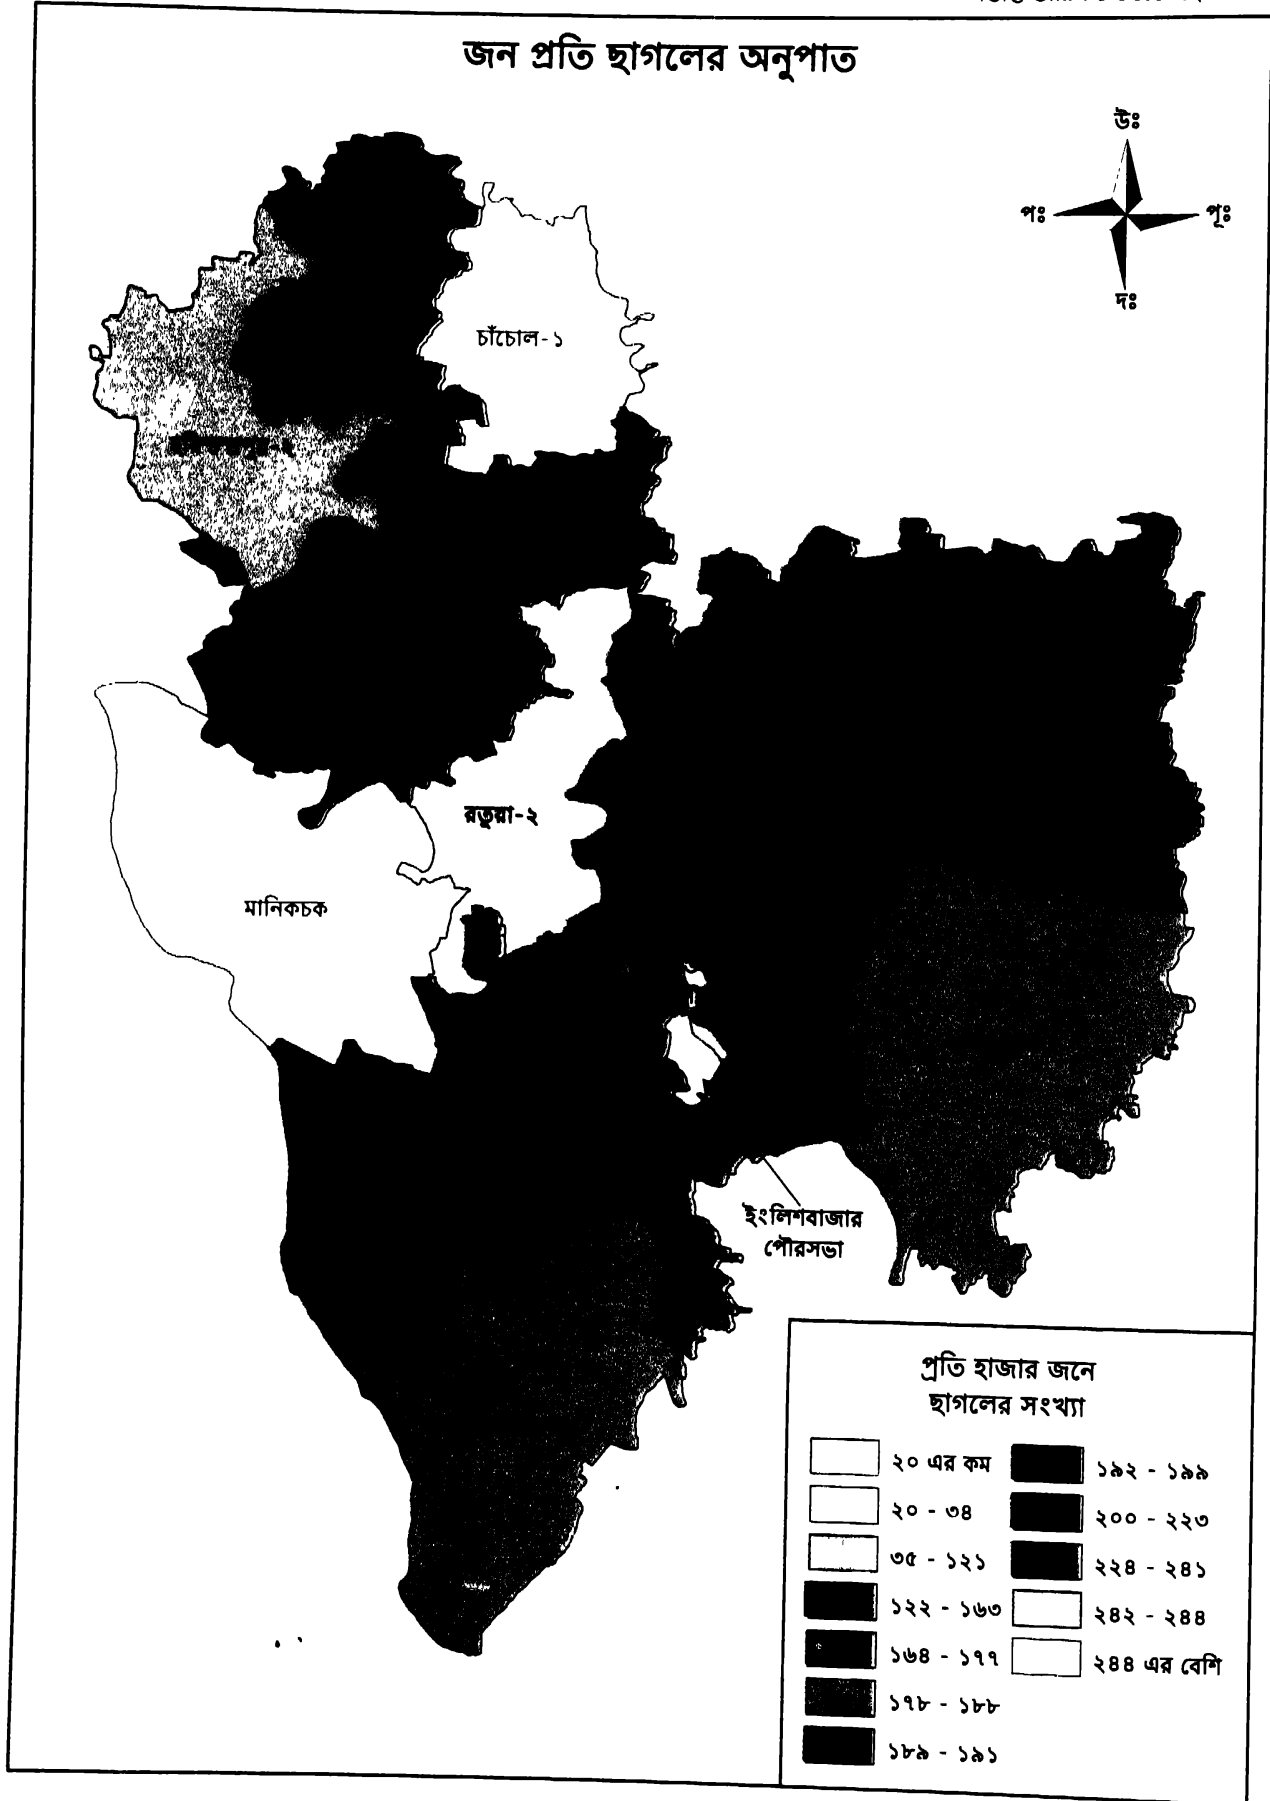 জন প্রতি ছাগলের অনুপাত
উঃ
পঃ
পূঃ
দঃ
চাঁচোল-১
রতুয়া-২
মানিকচক
ইংলিশবাজার
পৌরসভা
প্রতি হাজার জনে
ছাগলের সংখ্যা
২০ এর কম
২০ - ৩৪
৩৫ - ১২১
১২২ - ১৬৩
১৬৪ - ১৭৭
১৭৮ - ১৮৮
১৮৯ - ১৯১
১৯২ - ১৯৯
২০০ - ২২৩
২২৪ - ২৪১
২৪২ - ২৪৪
২৪৪ এর বেশি